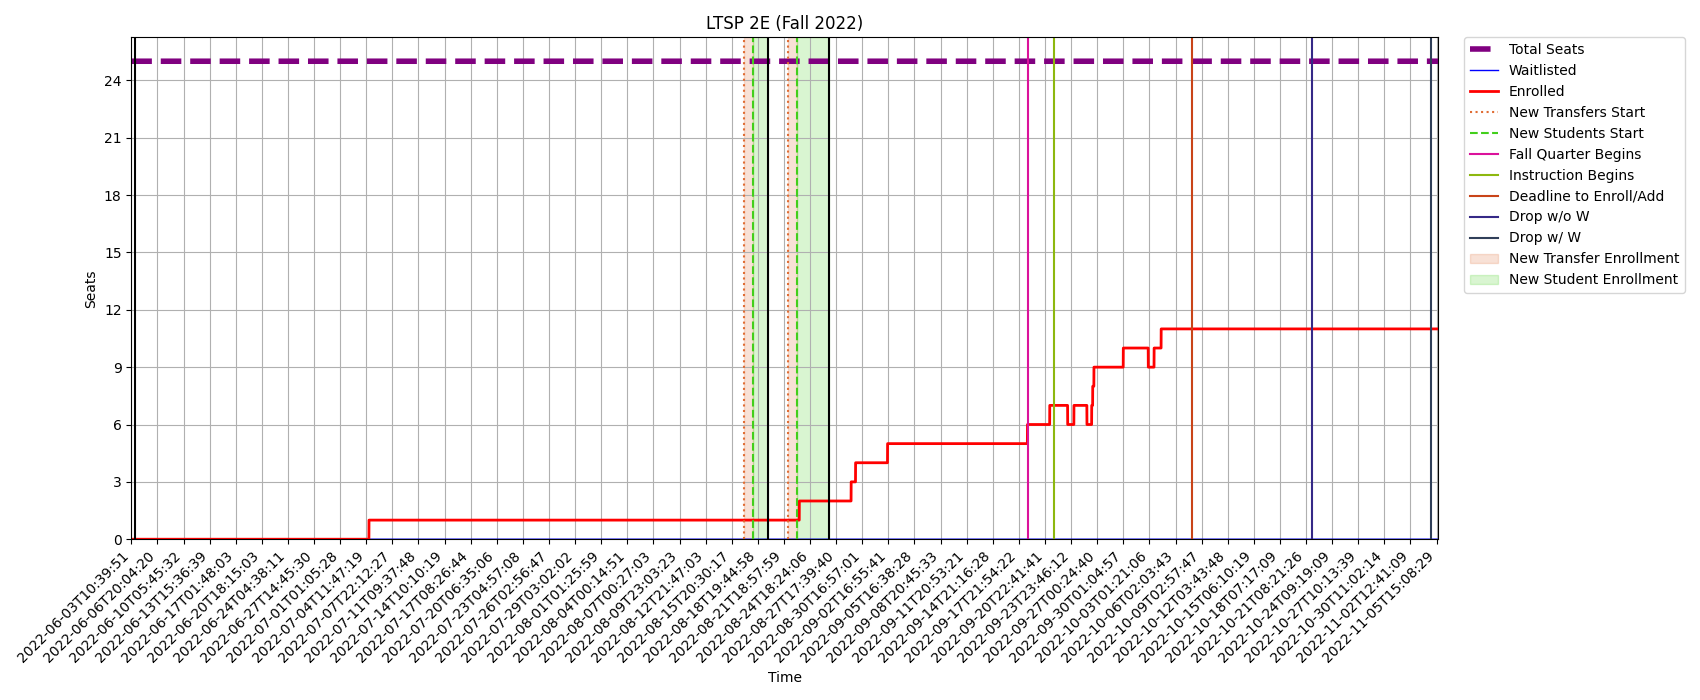 LTSP 2E (Fall 2022)
Seats
24
21
18
15
12
9
6
3
0
2022-06-03T10:39:51
2022-06-06T20:04:20
2022-06-10T05:45:32
2022-06-13T15:36:39
2022-06-17T01:48:03
2022-06-20T18:15:03
2022-06-24T04:38:11
2022-06-27T14:45:30
2022-07-01T01:05:28
2022-07-04T11:47:19
2022-07-07T22:12:27
2022-07-11T09:37:48
2022-07-14T10:10:19
2022-07-17T08:26:44
2022-07-20T06:35:06
2022-07-23T04:57:08
2022-07-26T02:56:47
2022-07-29T03:02:02
2022-08-01T01:25:59
2022-08-04T00:14:51
2022-08-07T00:27:03
2022-08-09T23:03:23
2022-08-12T21:47:03
2022-08-15T20:30:17
2022-08-18T19:44:58
2022-08-21T18:57:59
2022-08-24T18:24:06
2022-08-27T17:39:40
2022-08-30T16:57:01
2022-09-02T16:55:41
2022-09-05T16:38:28
2022-09-08T20:45:33
2022-09-11T20:53:21
2022-09-14T21:16:28
2022-09-17T21:54:22
2022-09-20T22:41:41
2022-09-23T23:46:12
2022-09-27T00:24:40
2022-09-30T01:04:57
2022-10-03T01:21:06
2022-10-06T02:03:43
2022-10-09T02:57:47
2022-10-12T03:43:48
2022-10-15T06:10:19
2022-10-18T07:17:09
2022-10-21T08:21:26
2022-10-24T09:19:09
2022-10-27T10:13:39
2022-10-30T11:02:14
2022-11-02T12:41:09
2022-11-05T15:08:29
Time
Total Seats
Waitlisted
Enrolled
New Transfers Start
New Students Start
Fall Quarter Begins
Instruction Begins
Deadline to Enroll/Add
Drop w/o W
Drop w/ W
New Transfer Enrollment
New Student Enrollment